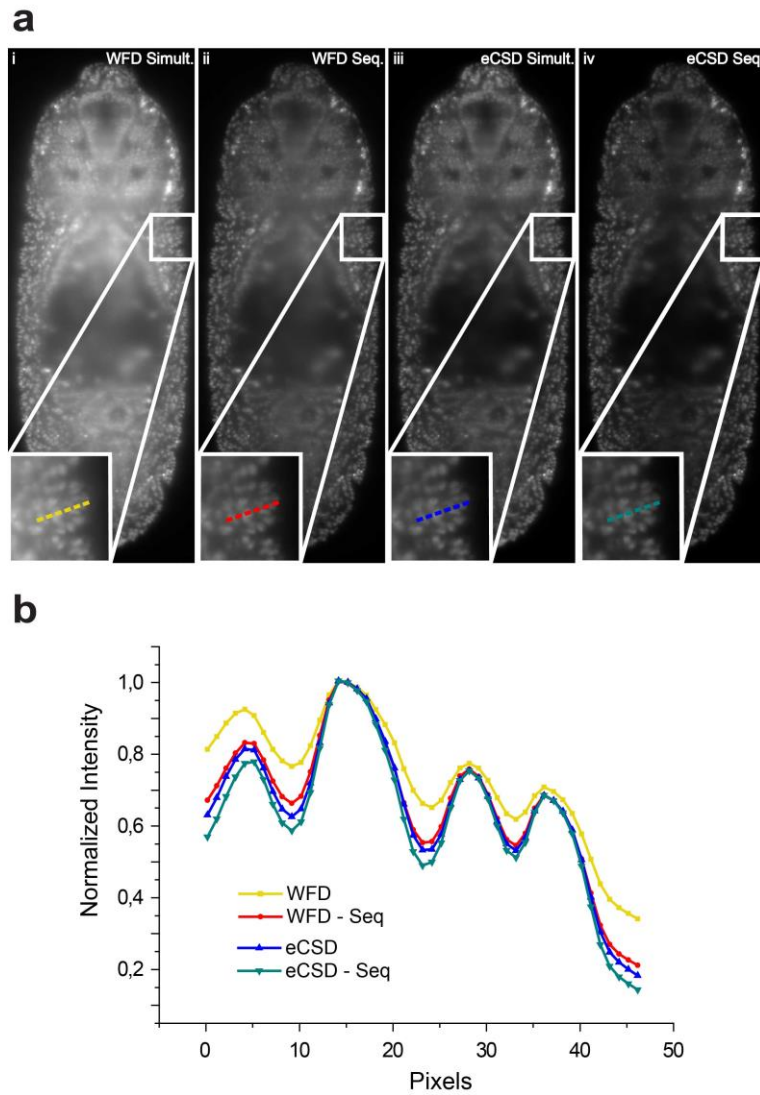 a
i WFD Simult. ii WFD Seq. iii eCSD Simult. iv eCSD Seq
b
Normalized Intensity
1,0
0,8
0,6
0,4
0,2
WFD
WFD - Seq
eCSD
eCSD - Seq
0 10 20 30 40 50
Pixels